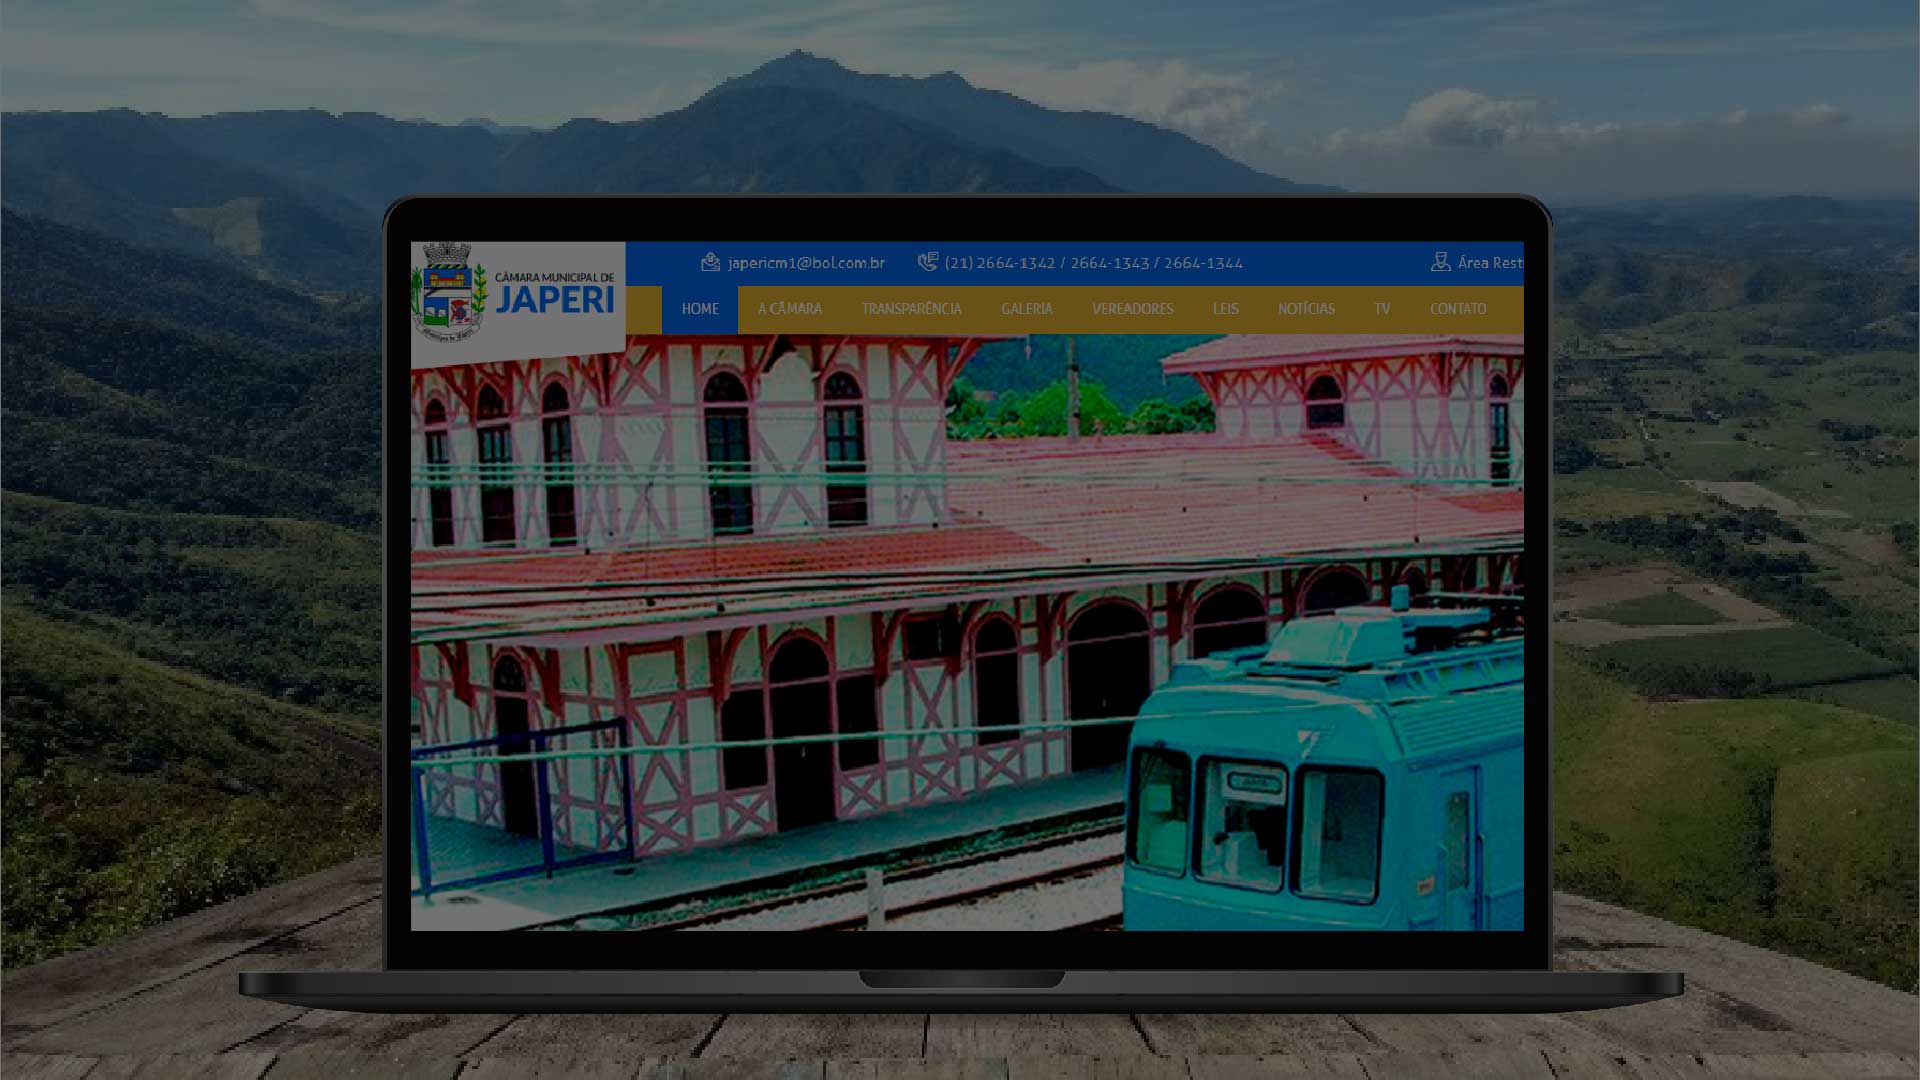 CÂMARA MUNICIPAL DE
JAPERI
japericm1@bol.com.br
(21) 2664-1342 / 2664-1343 / 2664-1344
Área Rest
HOME A CÂMARA TRANSPARÊNCIA GALERIA VEREADORES LEIS NOTÍCIAS TV CONTATO